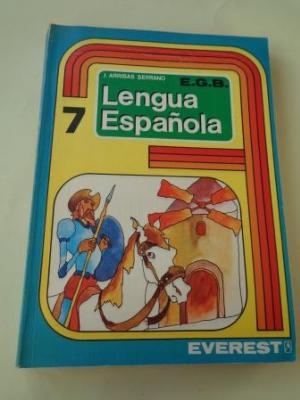 J. ARRIBAS SERRANO
E.G.B.
7
Lengua
Española
EVEREST